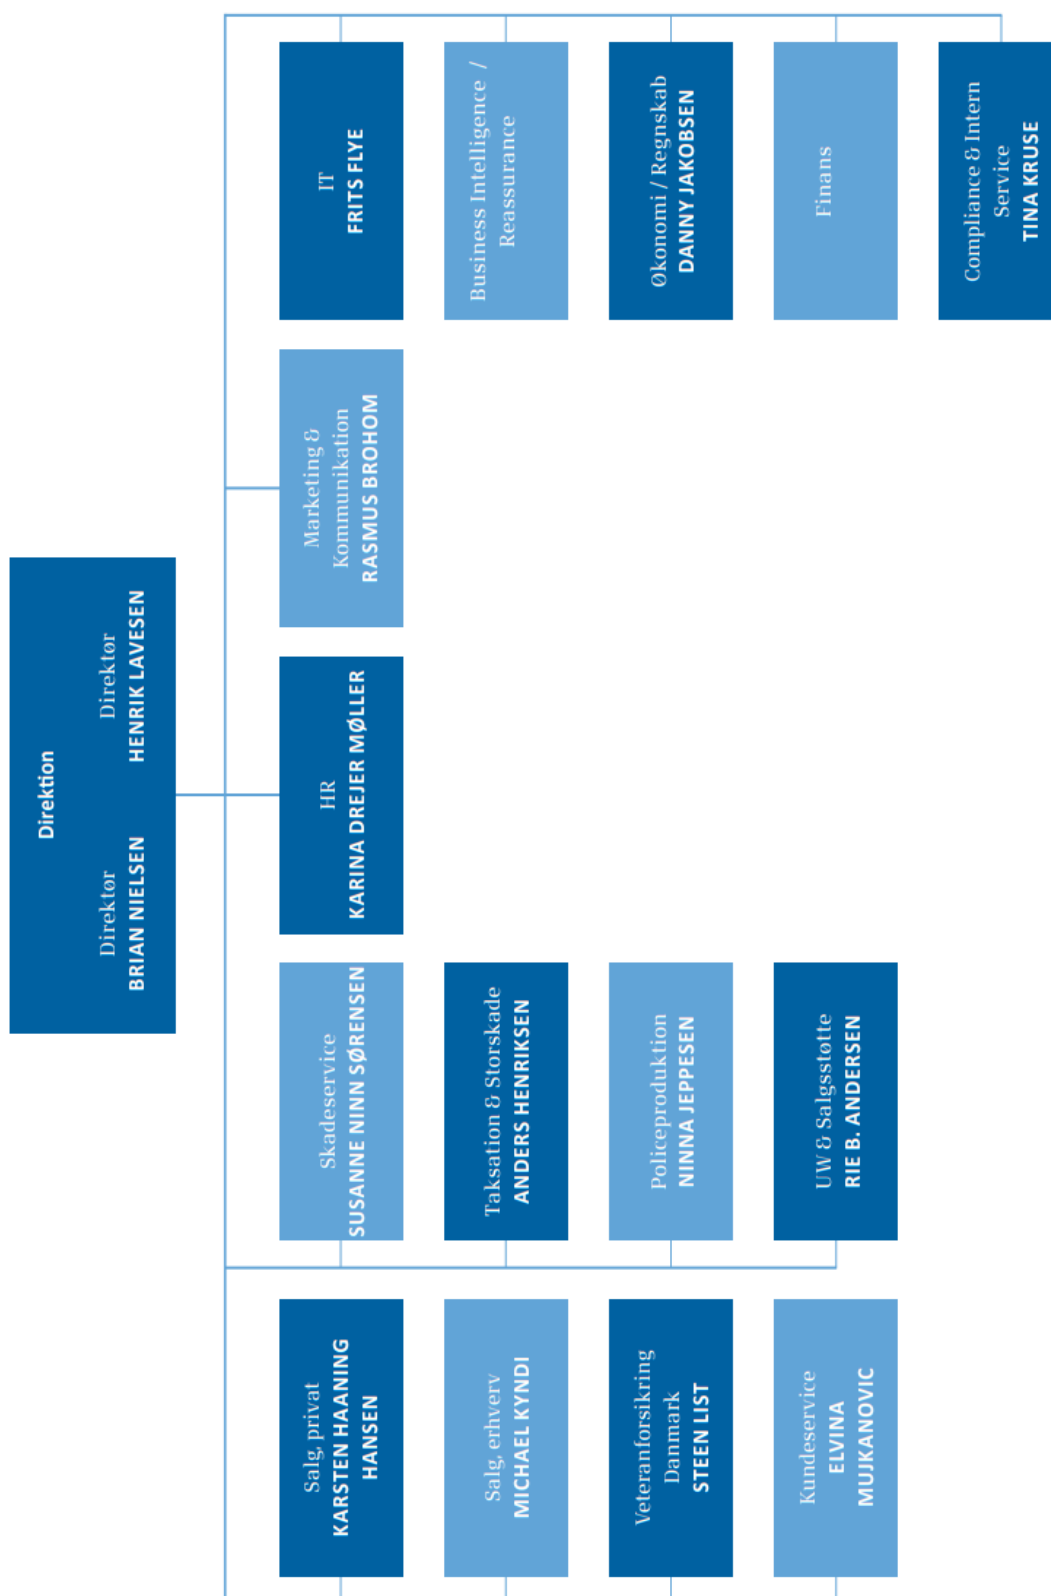 Direktion
Direktør
BRIAN NIELSEN
Direktør
HENRIK LAVESEN
Salg, privat
KARSTEN HAANING
HANSEN
Salg, erhverv
MICHAEL KYNDI
Veteranforsikring
Danmark
STEEN LIST
Kundeservice
ELVINA
MUJKANOVIC
Skadeservice
SUSANNE NINN SØRENSEN
Taksation & Storskade
ANDERS HENRIKSEN
Policeproduktion
NINNA JEPPESEN
UW & Salgsstøtte
RIE B. ANDERSEN
HR
KARINA DREJER MØLLER
Marketing &
Kommunikation
RASMUS BROHOM
IT
FRITS FLYE
Business Intelligence /
Reassurance
Økonomi / Regnskab
DANNY JAKOBSEN
Finans
Compliance & Intern
Service
TINA KRUSE